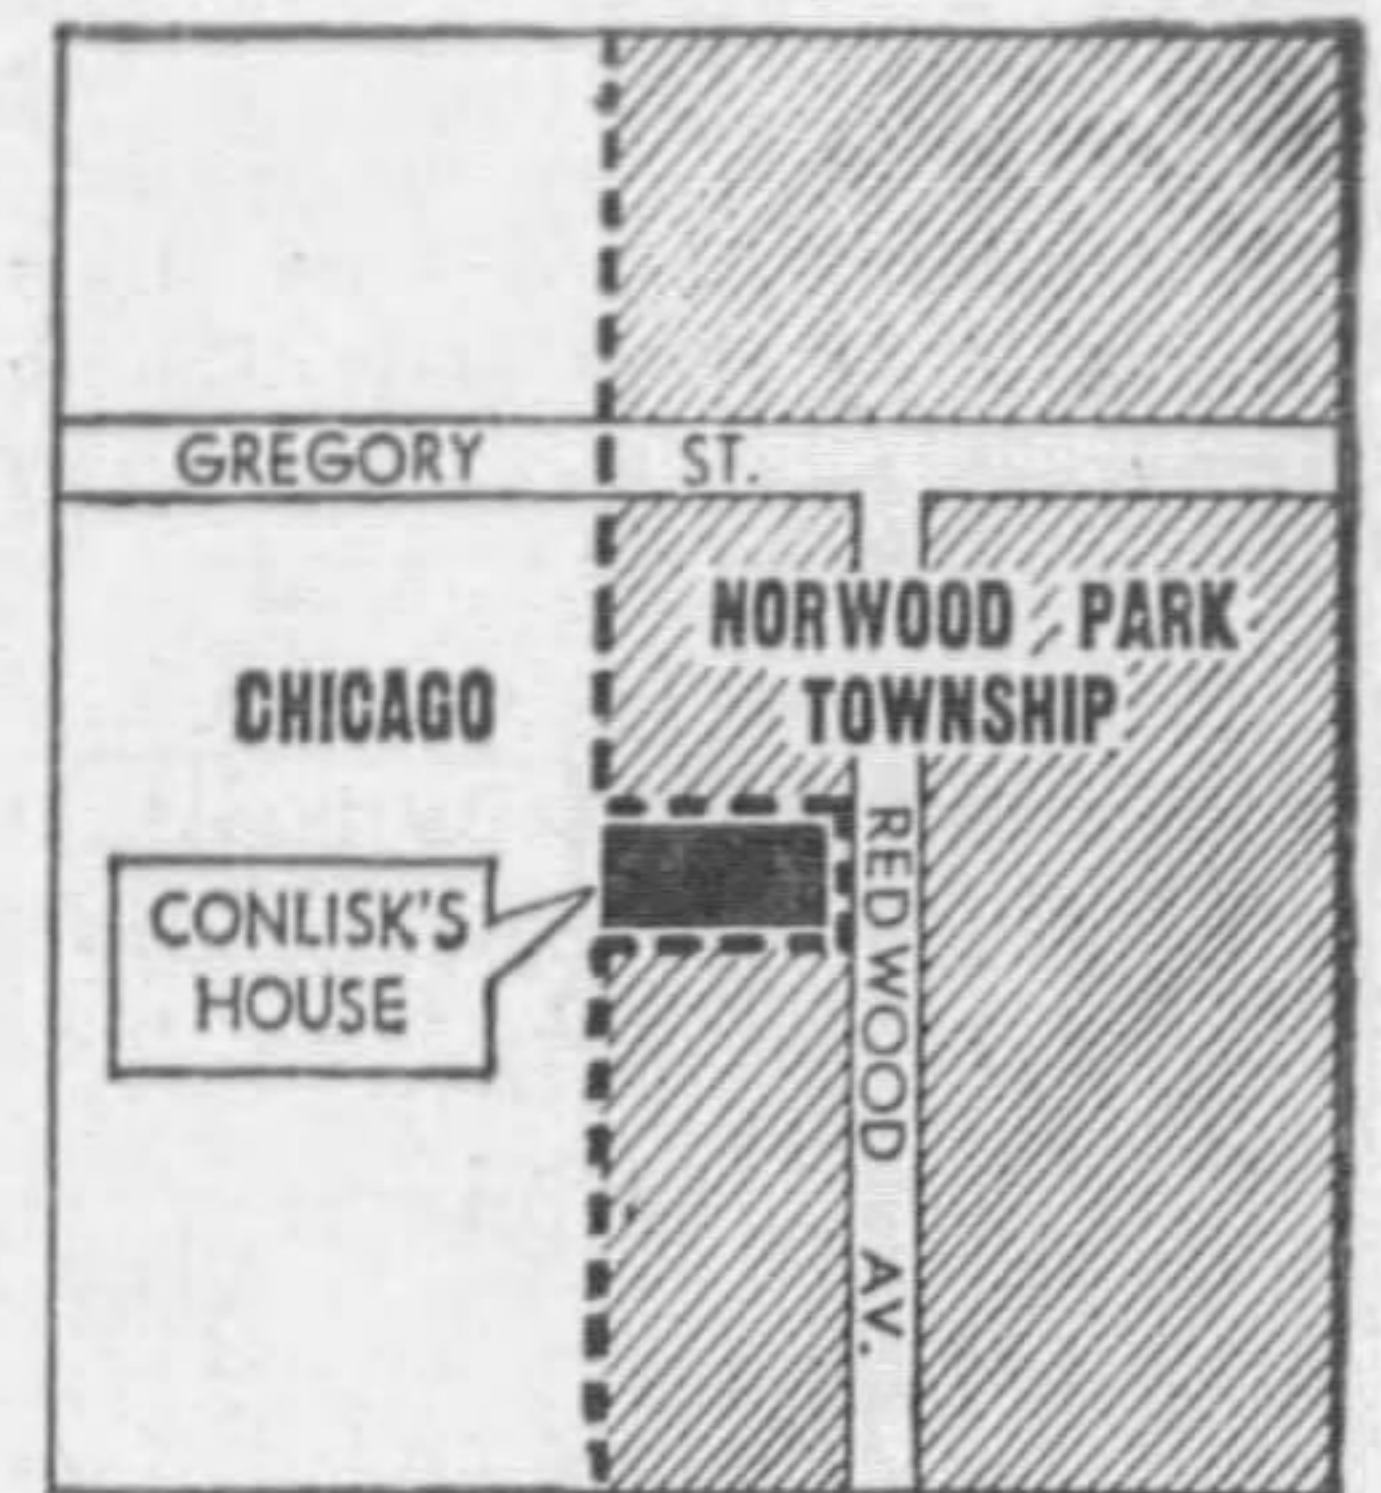 GREGORY ST.
NORWOOD PARK
TOWNSHIP
CHICAGO
CONLISK'S
HOUSE
REDWOOD AV.